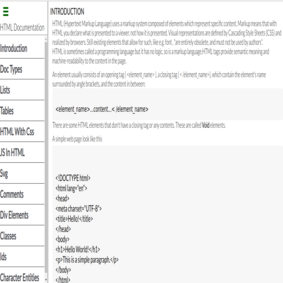 HTML Documentation
Introduction
Doc Types
Lists
Tables
HTML With Css
JS In HTML
Svg
Comments
Div Elements
Classes
Ids
Character Entities
INTRODUCTION
HTML (Hypertext Markup Language) uses a markup system composed of elements which represent specific content. Markup means that with
HTML you declare what is presented to a viewer, not how it is presented. Visual representations are defined by Cascading Style Sheets (CSS) and
realized by browsers. Still existing elements that allow for such, like e.g. font, "are entirely obsolete, and must not be used by authors".
HTML is sometimes called a programming language but it has no logic, so is a markup language. HTML tags provide semantic meaning and
machine-readability to the content in the page.
An element usually consists of an opening tag ( <element_name> ), a closing tag ( </element_name> ), which contain the element's name
surrounded by angle brackets, and the content in between:
<element_name>...content...< /element_name>
There are some HTML elements that don't have a closing tag or any contents. These are called Void elements.
A simple web page look like this
<!DOCTYPE html>
<html lang="en">
<head>
<meta charset="UTF-8">
<title>Hello!</title>
</head>
<body>
<h1>Hello World!</h1>
<p>This is a simple paragraph.</p>
</body>
</html>